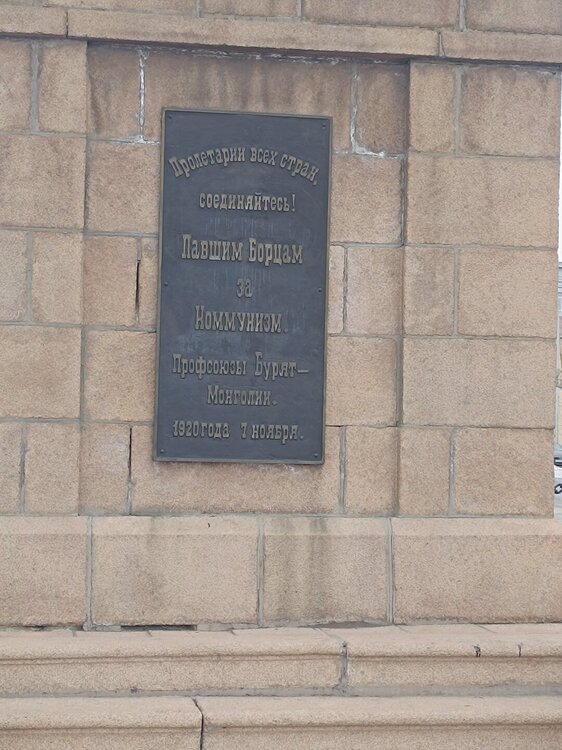 Пролетарии всех стран,
соединяйтесь!
Павшим Борцам
за
Коммунизм.
Профсоюзы Бурят—
Монголии.
1920 года 7 ноября.